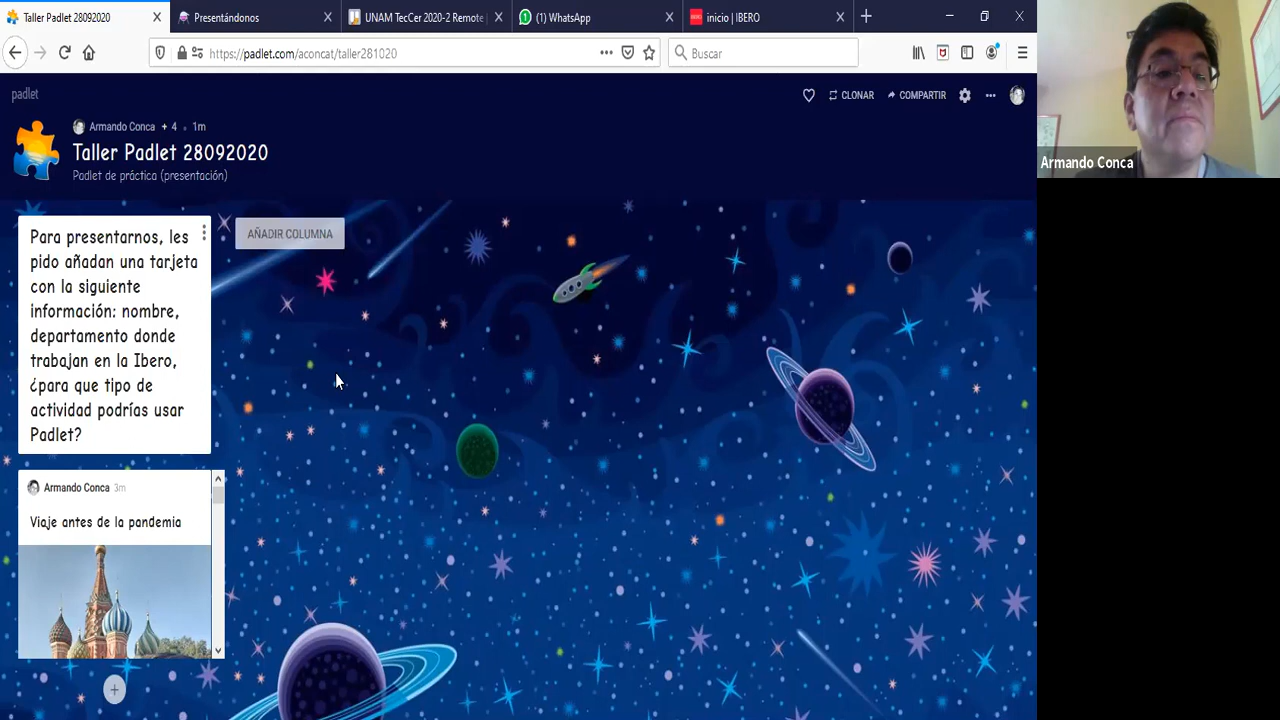 Taller Padlet 28092020
Presentándonos
UNAM TecCer 2020-2 Remote
(1) WhatsApp
inicio | IBERO
https://padlet.com/aconcat/taller281020
Buscar
padlet
CLONAR
COMPARTIR
Armando Conca + 4 1m
Taller Padlet 28092020
Padlet de práctica (presentación)
Armando Conca
Para presentarnos, les
pido añadan una tarjeta
con la siguiente
información: nombre,
departamento donde
trabajan en la Ibero,
¿para que tipo de
actividad podrías usar
Padlet?
AÑADIR COLUMNA
Armando Conca 3m
Viaje antes de la pandemia